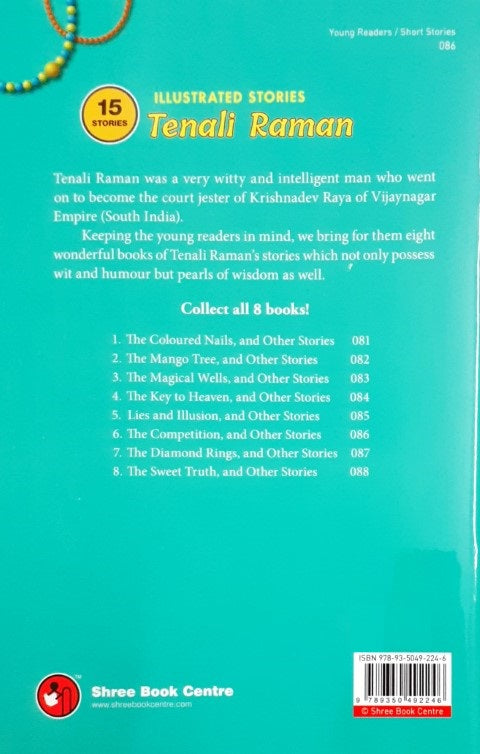 Young Readers / Short Stories
086
15
STORIES
ILLUSTRATED STORIES
Tenali Raman
Tenali Raman was a very witty and intelligent man who went
on to become the court jester of Krishnadev Raya of Vijaynagar
Empire (South India).
Keeping the young readers in mind, we bring for them eight
wonderful books of Tenali Raman's stories which not only possess
wit and humour but pearls of wisdom as well.
Collect all 8 books!
1. The Coloured Nails, and Other Stories 081
2. The Mango Tree, and Other Stories 082
3. The Magical Wells, and Other Stories 083
4. The Key to Heaven, and Other Stories 084
5. Lies and Illusion, and Other Stories 085
6. The Competition, and Other Stories 086
7. The Diamond Rings, and Other Stories 087
8. The Sweet Truth, and Other Stories 088
TM
Shree Book Centre
www.shreebookcentre.com
ISBN 978-93-5049-224-6
9 789350 492246
© Shree Book Centre